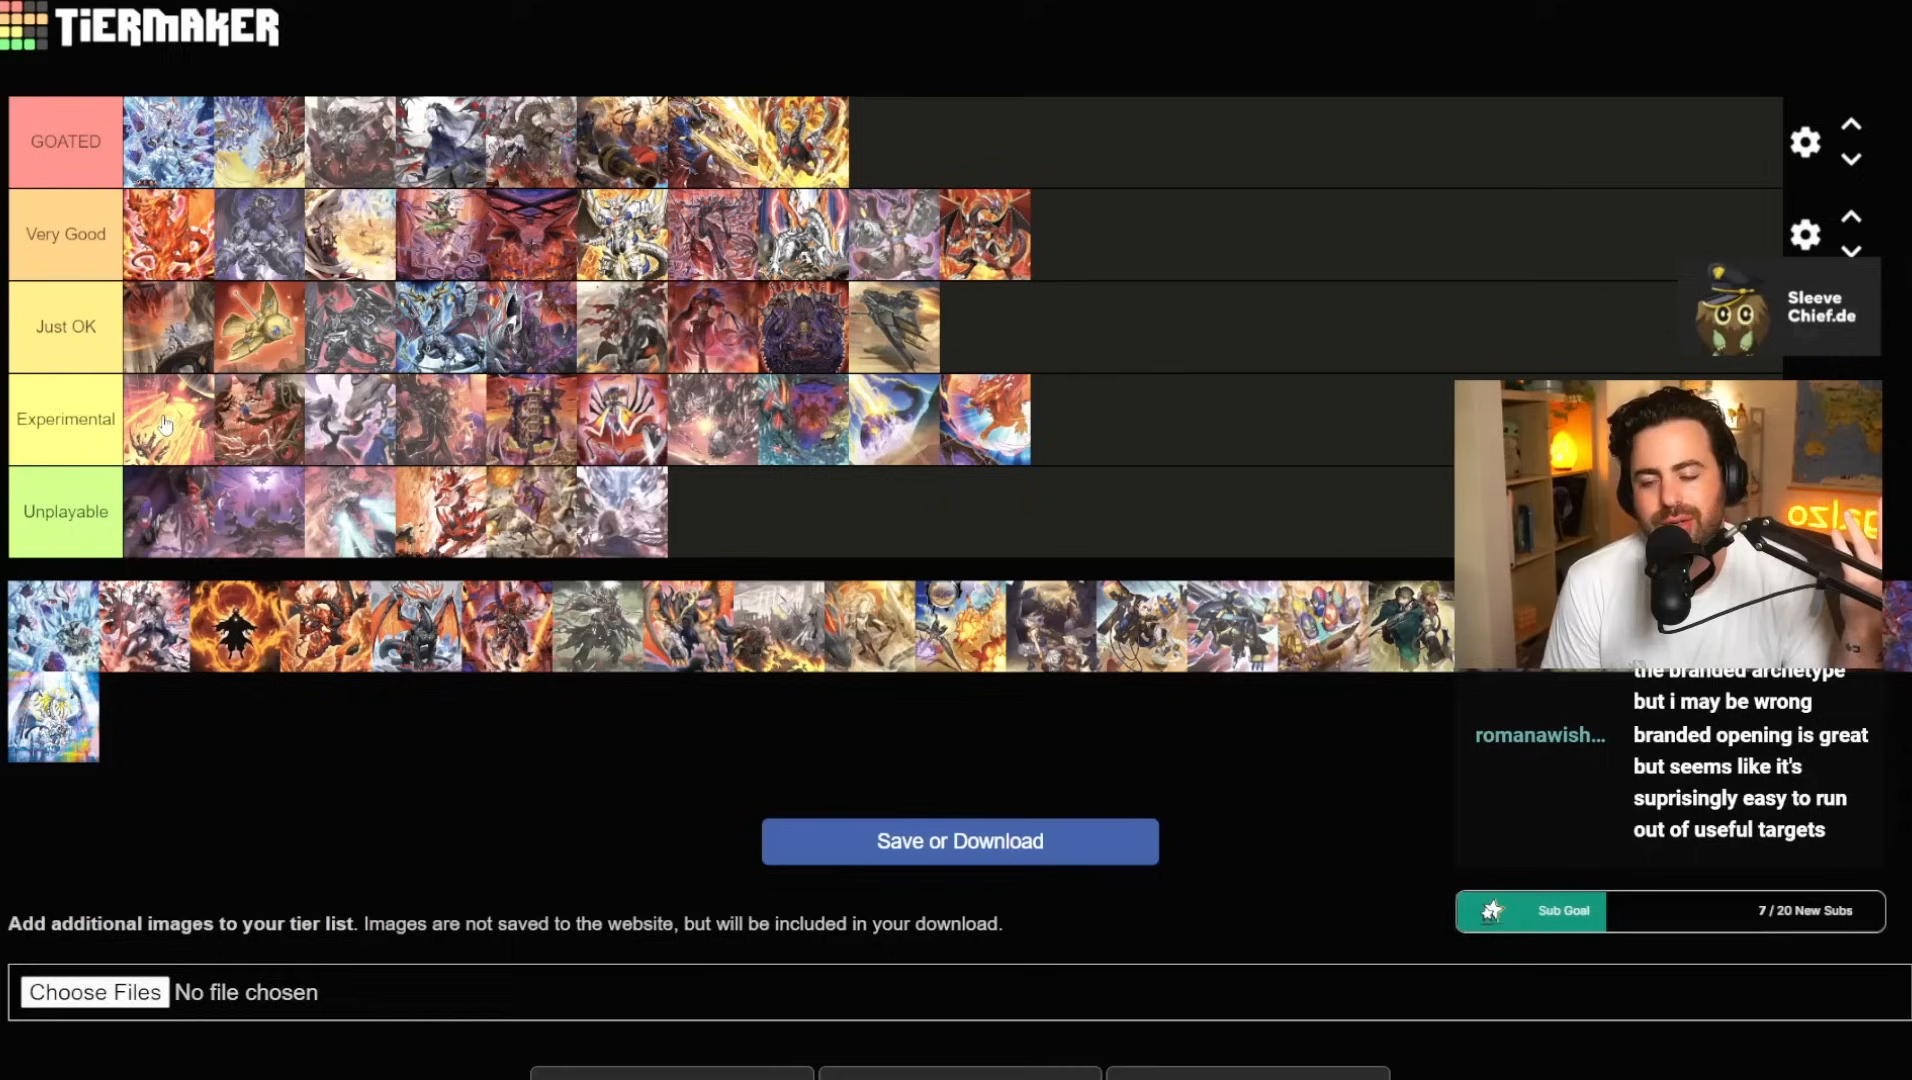 TIERMAKER
GOATED
Very Good
Sleeve
Chief.de
Just OK
Experimental
Unplayable
the branded archetype
but i may be wrong
romanawish... branded opening is great
but seems like it's
suprisingly easy to run
out of useful targets
Save or Download
Sub Goal 7 / 20 New Subs
Add additional images to your tier list. Images are not saved to the website, but will be included in your download.
Choose Files No file chosen